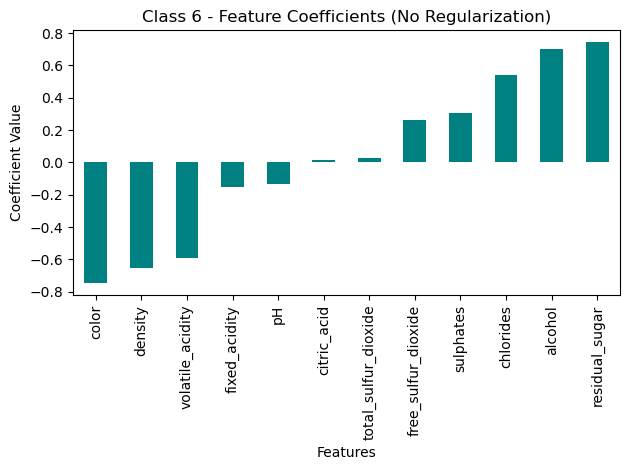 Class 6 - Feature Coefficients (No Regularization)
Coefficient Value
0.8
0.6
0.4
0.2
0.0
−0.2
−0.4
−0.6
−0.8
color
density
volatile_acidity
fixed_acidity
pH
citric_acid
total_sulfur_dioxide
free_sulfur_dioxide
sulphates
chlorides
alcohol
residual_sugar
Features